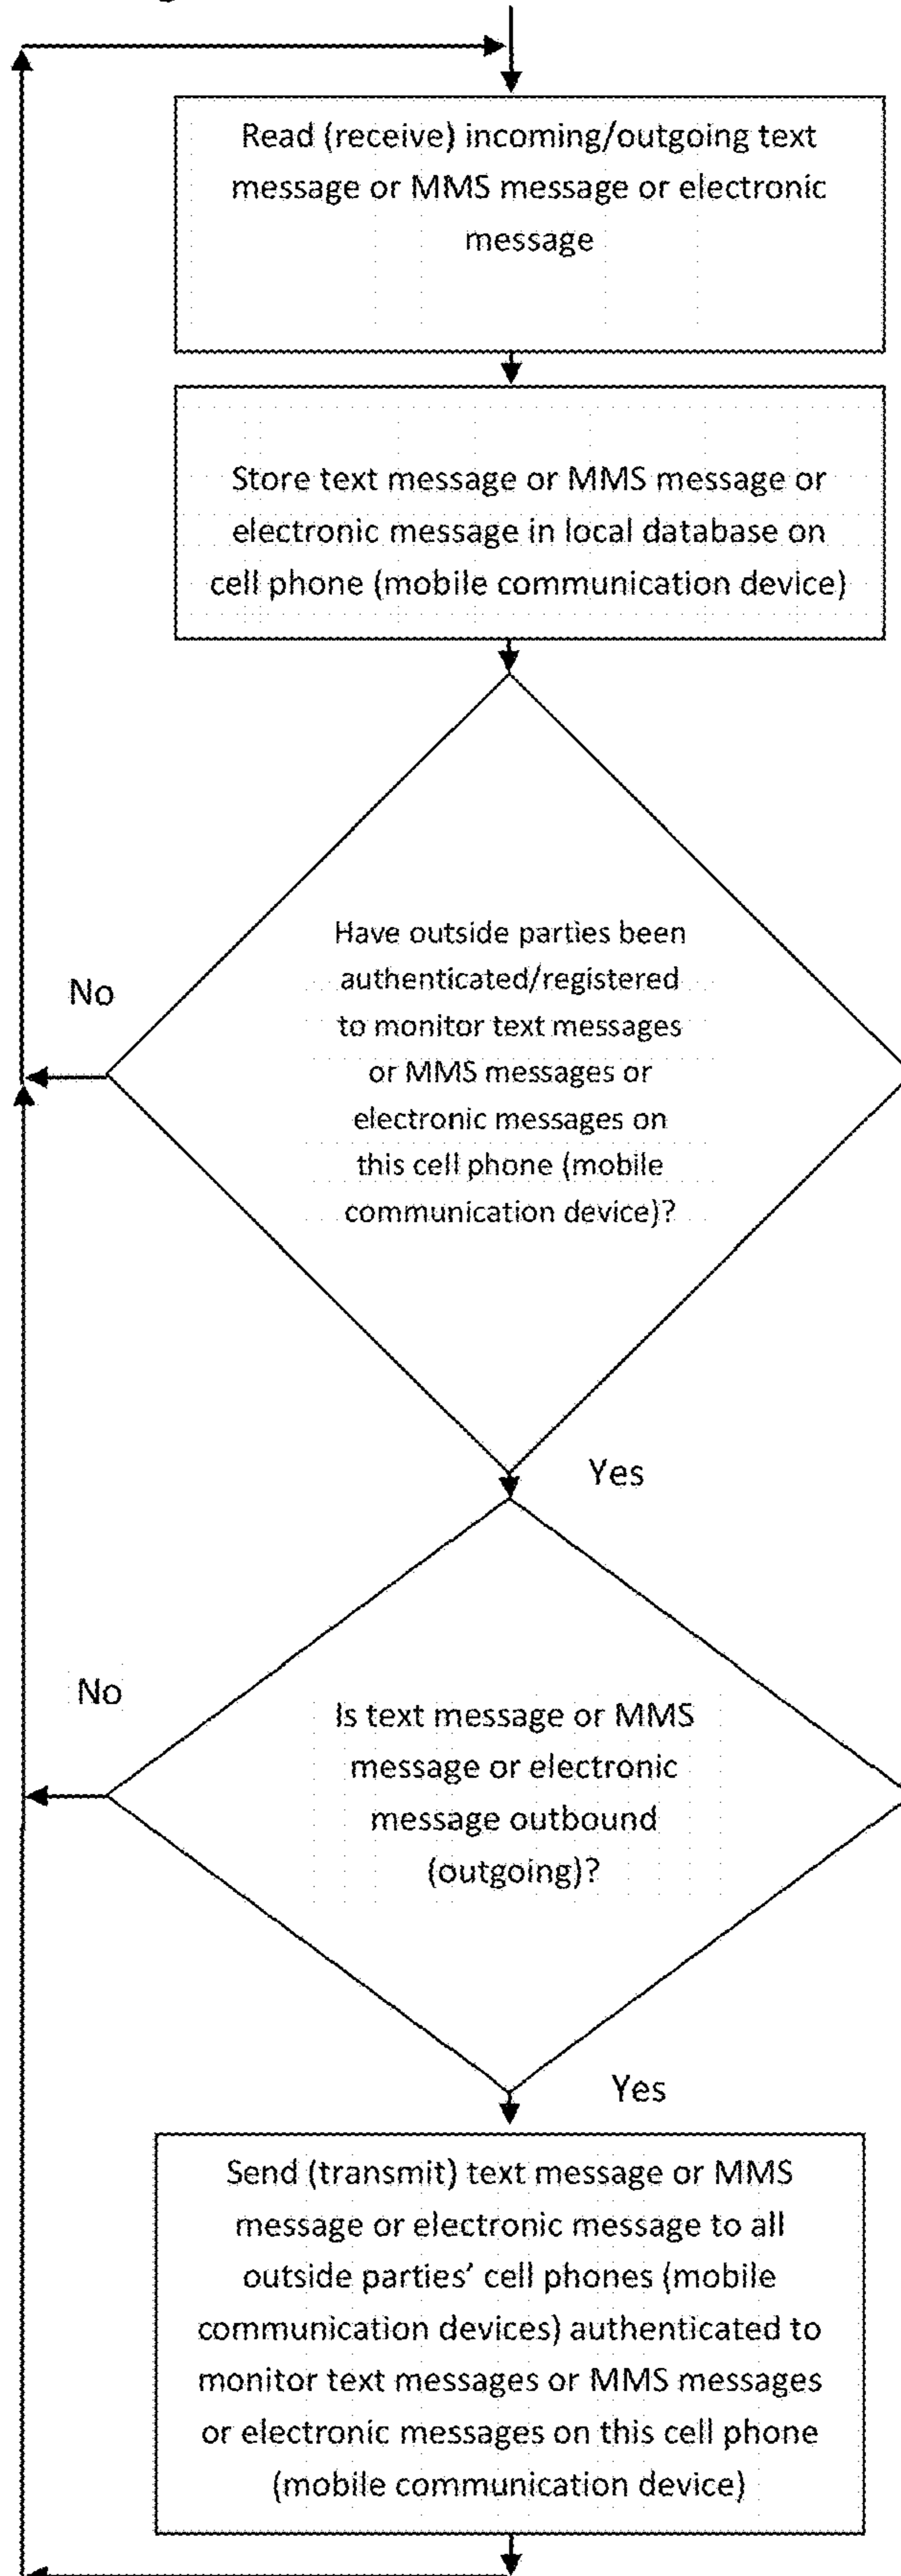 Read (receive) incoming/outgoing text
message or MMS message or electronic
message
Store text message or MMS message or
electronic message in local database on
cell phone (mobile communication device)
Have outside parties been
authenticated/registered
to monitor text messages
or MMS messages or
electronic messages on
this cell phone (mobile
communication device)?
No
Yes
Is text message or MMS
message or electronic
message outbound
(outgoing)?
No
Yes
Send (transmit) text message or MMS
message or electronic message to all
outside parties’ cell phones (mobile
communication devices) authenticated to
monitor text messages or MMS messages
or electronic messages on this cell phone
(mobile communication device)